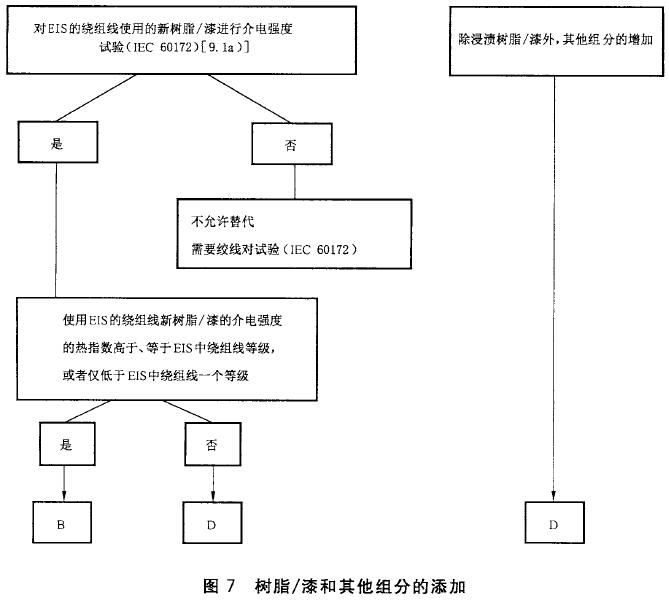 对EIS的绕组线使用的新树脂/漆进行介电强度
试验(IEC 60172)[9.1a)]
除浸渍树脂/漆外,其他组分的增加
是
否
不允许替代
需要绞线对试验(IEC 60172)
使用EIS的绕组线新树脂/漆的介电强度
的热指数高于、等于EIS中绕组线等级,
或者仅低于EIS中绕组线一个等级
是
否
B
D
D
图 7 树脂/漆和其他组分的添加